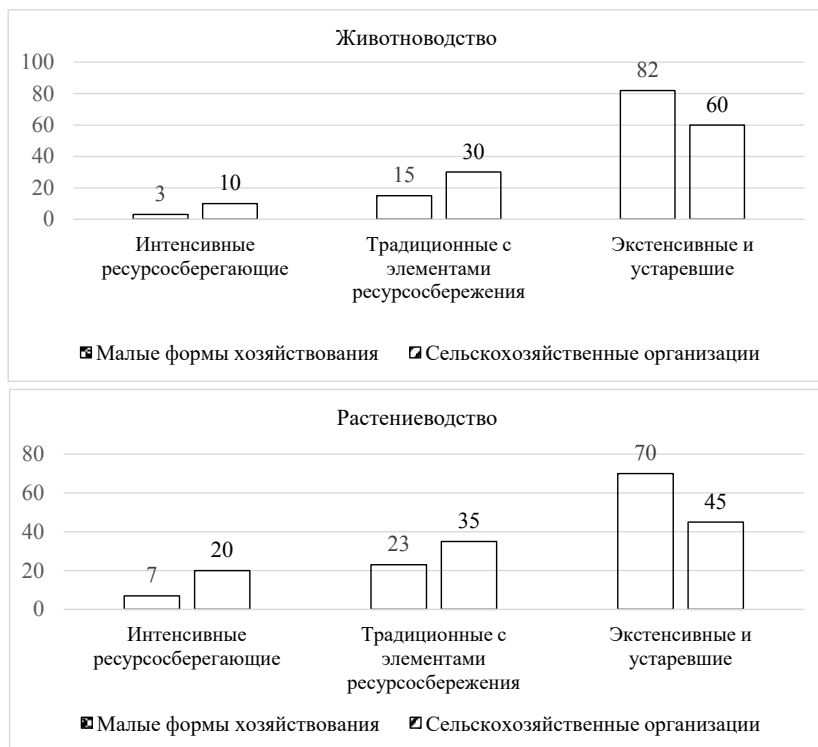 Животноводство
100
80
60
40
20
0
3
10
15
30
82
60
Интенсивные
ресурсосберегающие
Традиционные с
элементами
ресурсосбережения
Экстенсивные и
устаревшие
Малые формы хозяйствования
Сельскохозяйственные организации
Растениеводство
80
60
40
20
0
7
20
23
35
70
45
Интенсивные
ресурсосберегающие
Традиционные с
элементами
ресурсосбережения
Экстенсивные и
устаревшие
Малые формы хозяйствования
Сельскохозяйственные организации